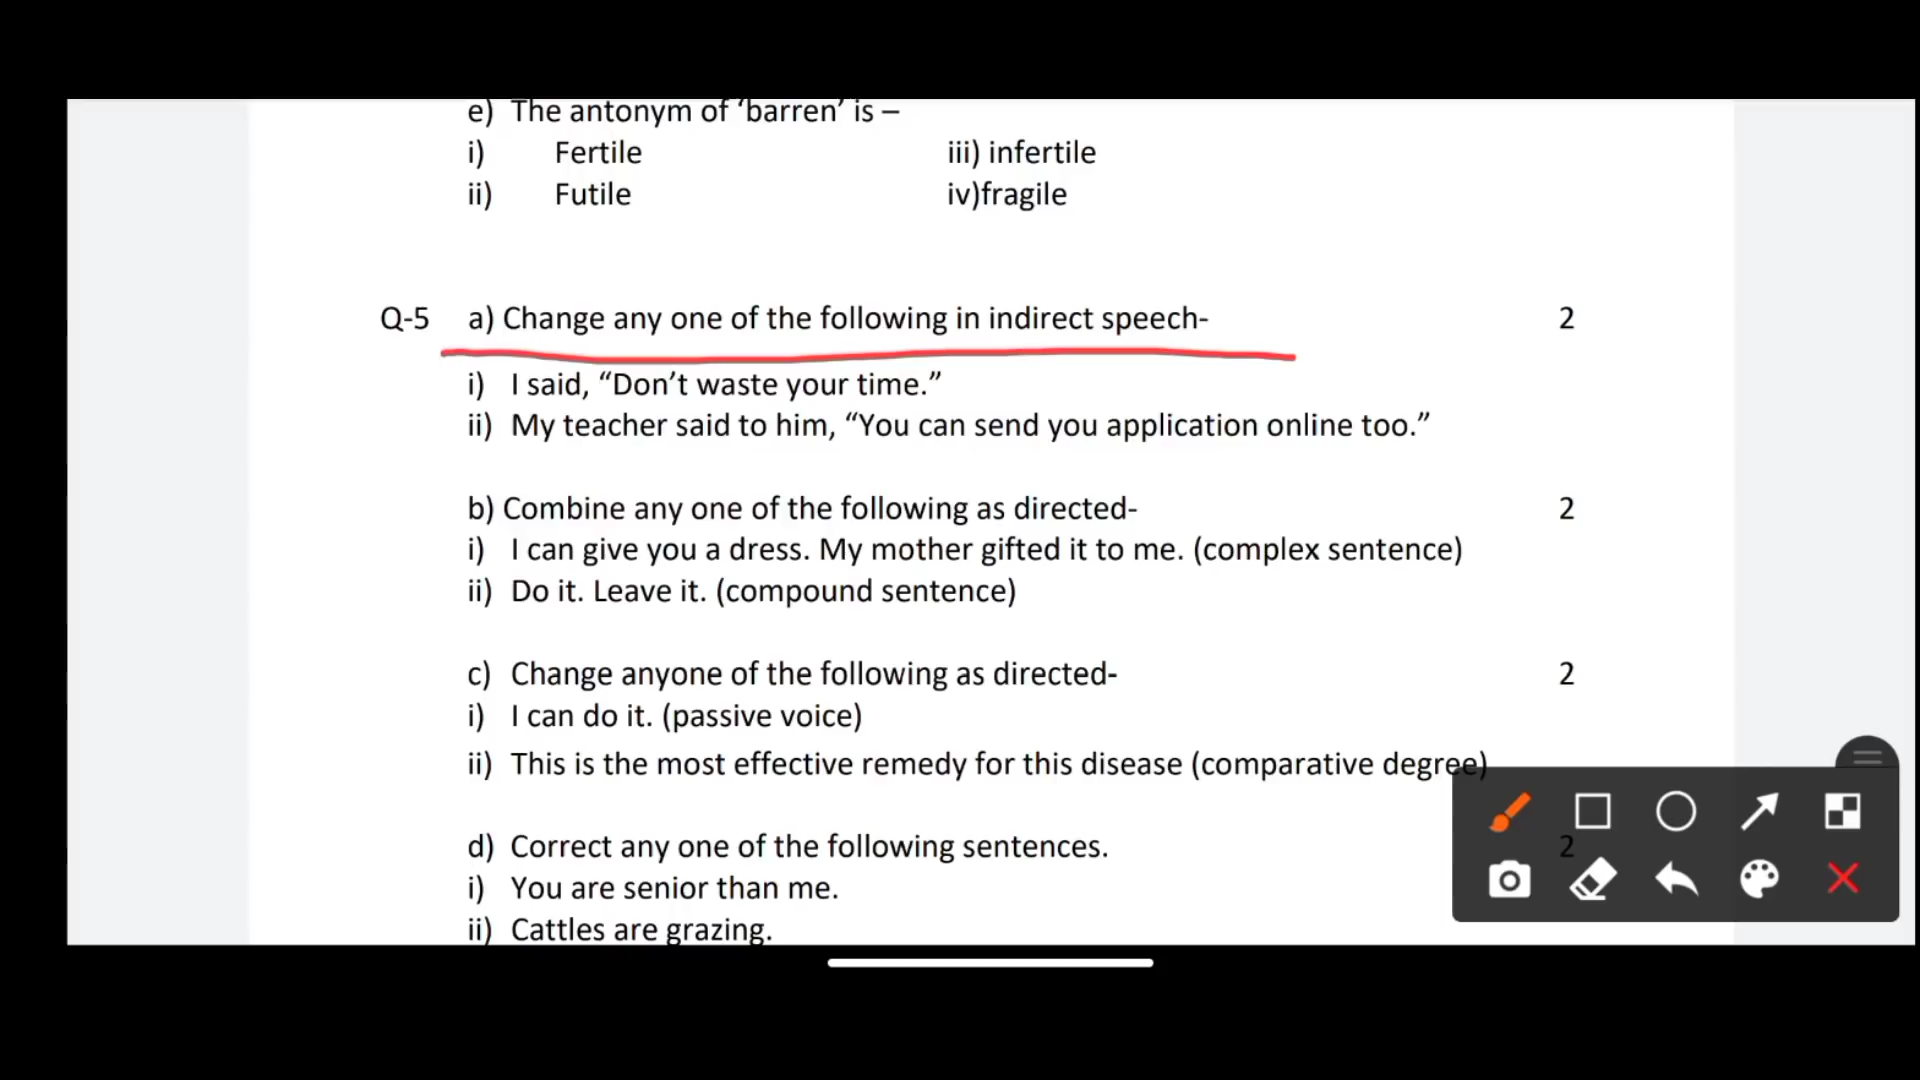 e) The antonym of ‘barren’ is –
i) Fertile iii) infertile
ii) Futile iv)fragile
Q-5 a) Change any one of the following in indirect speech- 2
i) I said, “Don’t waste your time.”
ii) My teacher said to him, “You can send you application online too.”
b) Combine any one of the following as directed- 2
i) I can give you a dress. My mother gifted it to me. (complex sentence)
ii) Do it. Leave it. (compound sentence)
c) Change anyone of the following as directed- 2
i) I can do it. (passive voice)
ii) This is the most effective remedy for this disease (comparative degree)
d) Correct any one of the following sentences. 2
i) You are senior than me.
ii) Cattles are grazing.